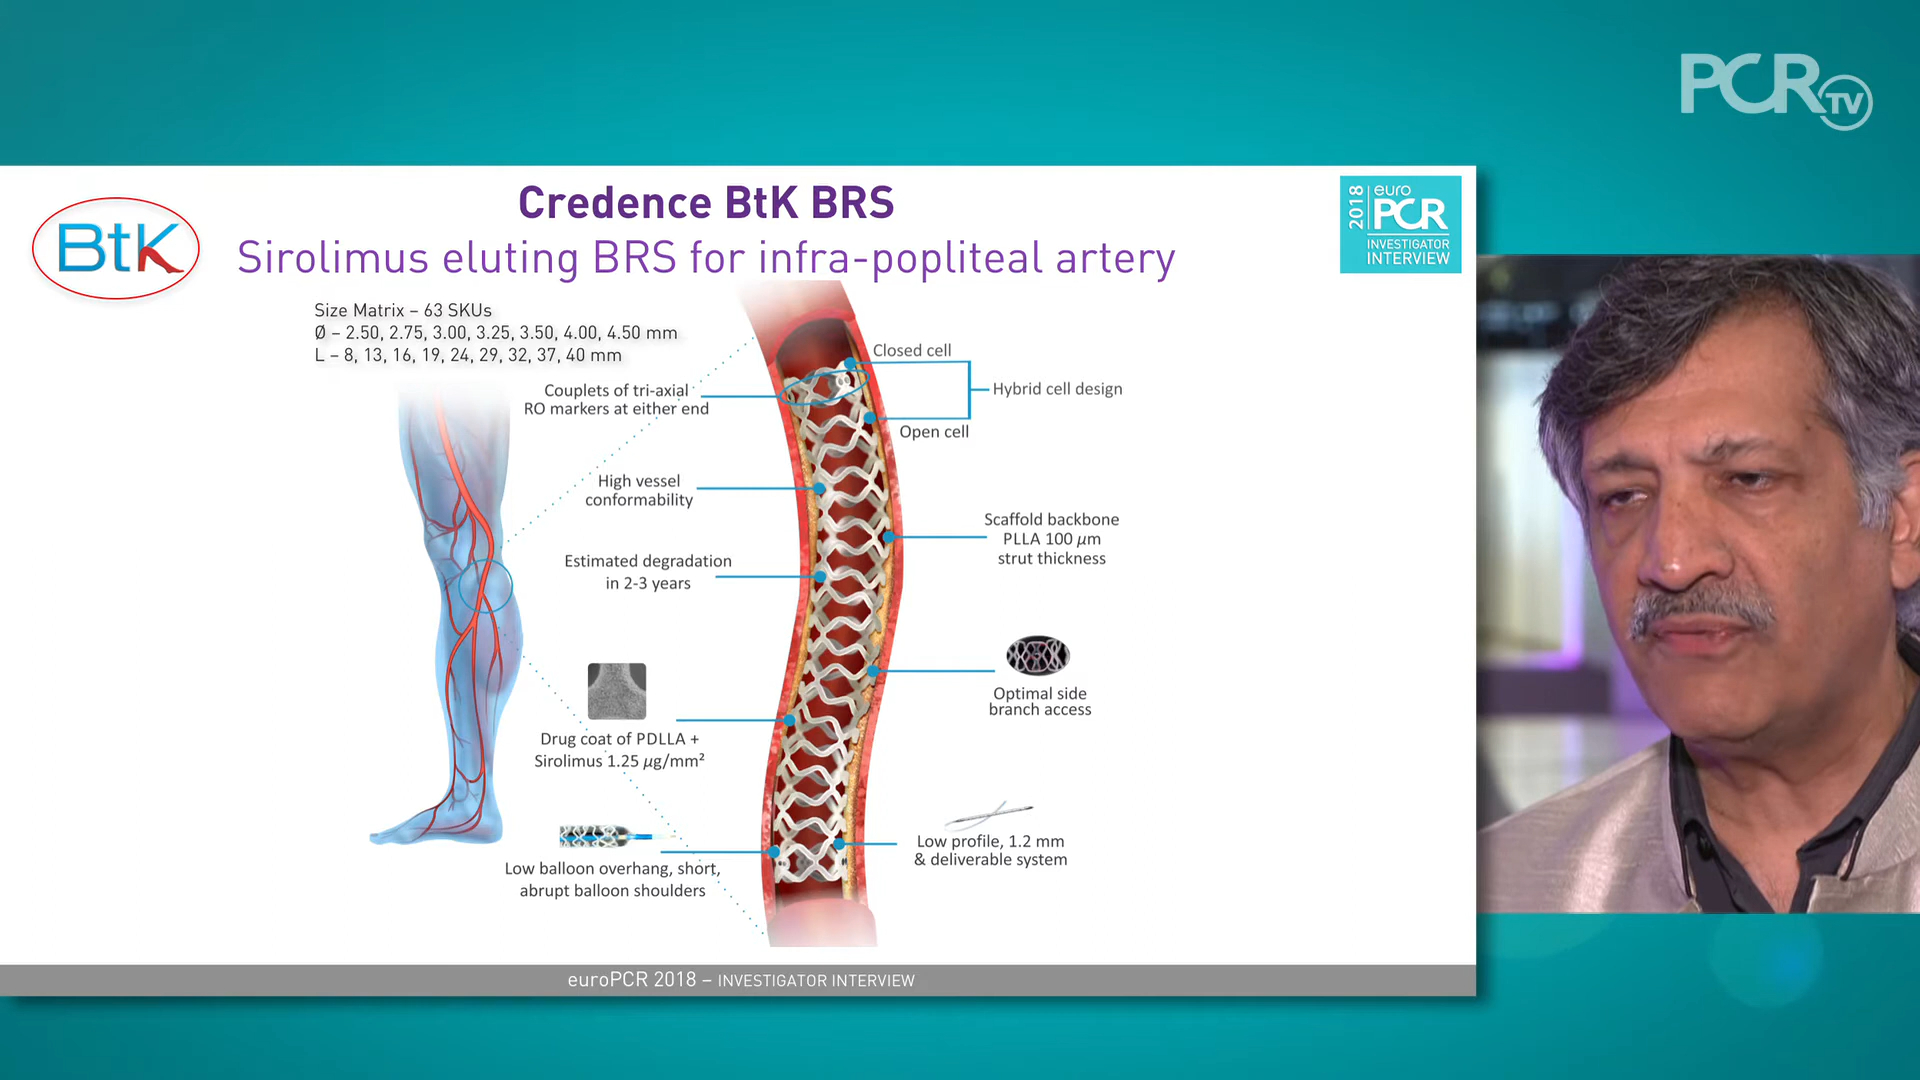 PCR TV
BtK
Credence BtK BRS
Sirolimus eluting BRS for infra-popliteal artery
2018 euro
PCR
INVESTIGATOR
INTERVIEW
Size Matrix – 63 SKUs
Ø – 2.50, 2.75, 3.00, 3.25, 3.50, 4.00, 4.50 mm
L – 8, 13, 16, 19, 24, 29, 32, 37, 40 mm
Closed cell
Hybrid cell design
Open cell
Couplets of tri-axial
RO markers at either end
High vessel
conformability
Scaffold backbone
PLLA 100 µm
strut thickness
Estimated degradation
in 2-3 years
Optimal side
branch access
Drug coat of PDLLA +
Sirolimus 1.25 µg/mm²
Low profile, 1.2 mm
& deliverable system
Low balloon overhang, short,
abrupt balloon shoulders
euroPCR 2018 – INVESTIGATOR INTERVIEW